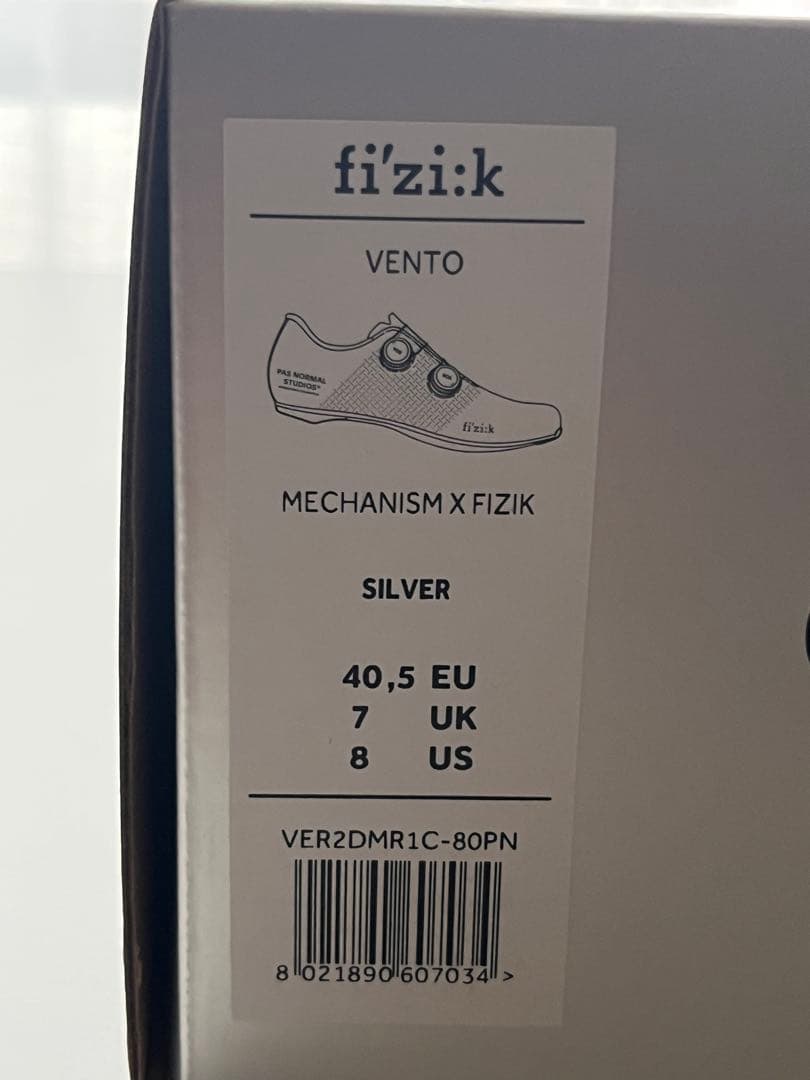 fi'zi:k
VENTO
PAS NORMAL
STUDIOS®
fi'zi:k
MECHANISM X FIZIK
SILVER
40,5 EU
7 UK
8 US
VER2DMR1C-80PN
8 021890 607034 >